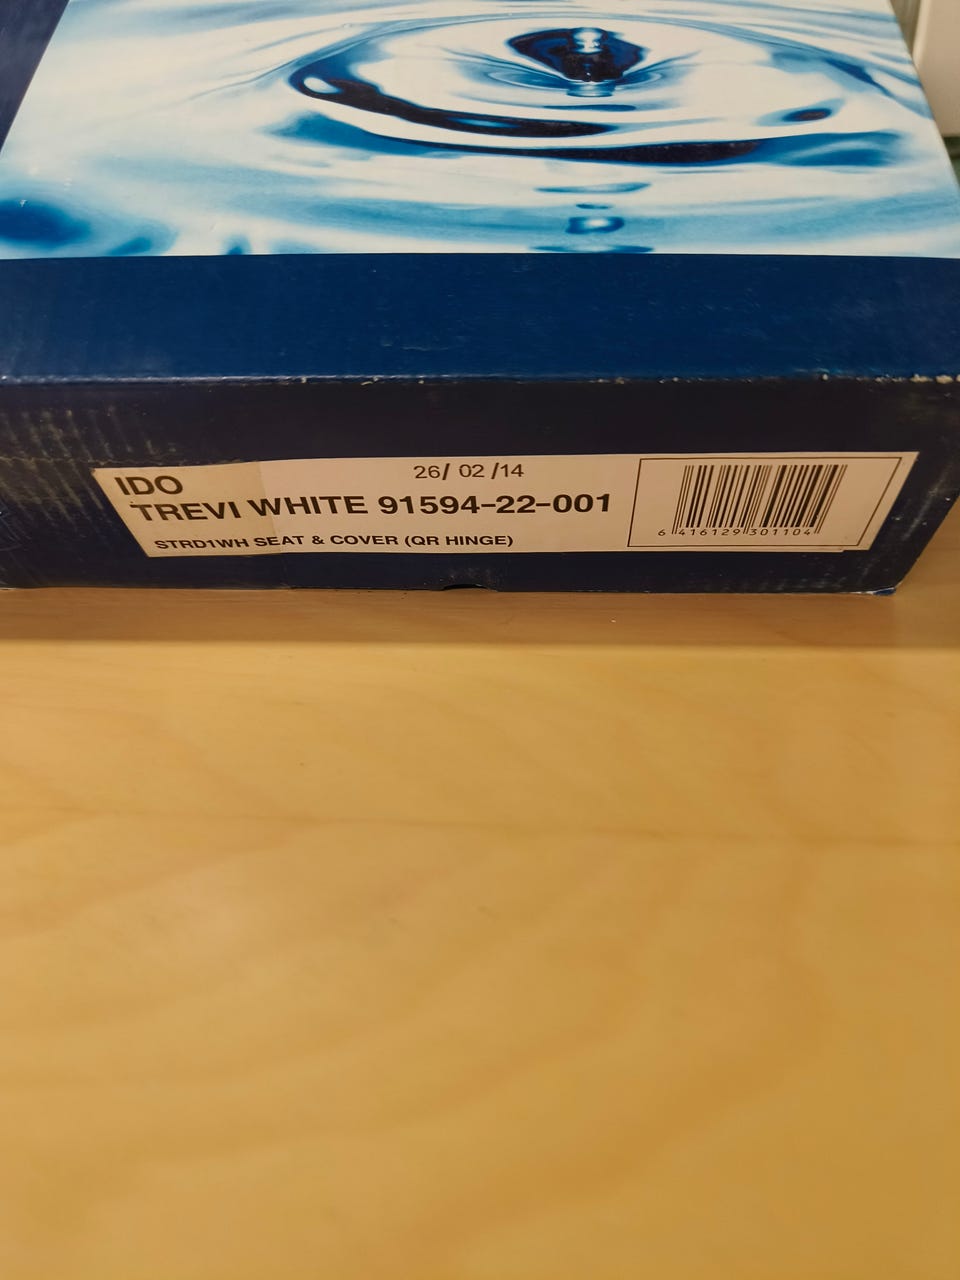 26/ 02 /14
IDO
TREVI WHITE 91594-22-001
STRD1WH SEAT & COVER (QR HINGE)
6 416129 301104